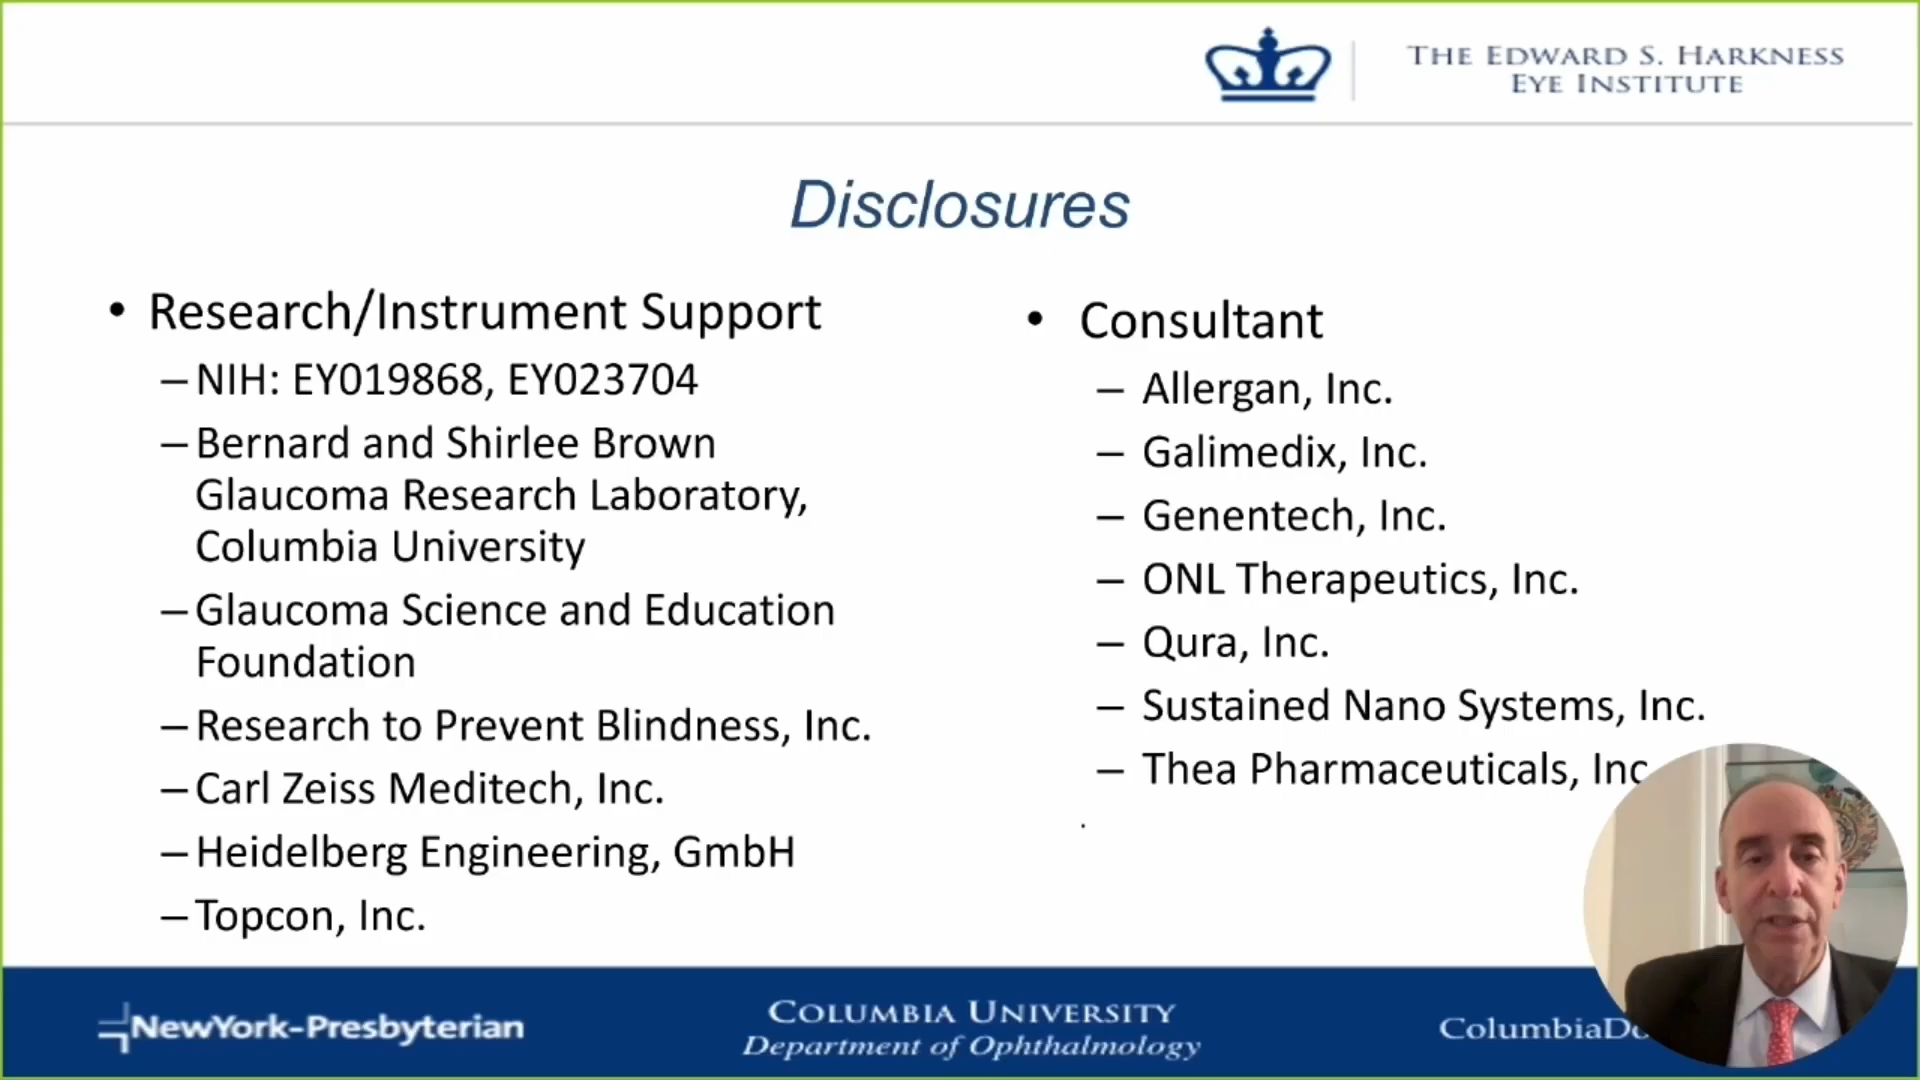 THE EDWARD S. HARKNESS
EYE INSTITUTE
Disclosures
• Research/Instrument Support
– NIH: EY019868, EY023704
– Bernard and Shirlee Brown
Glaucoma Research Laboratory,
Columbia University
– Glaucoma Science and Education
Foundation
– Research to Prevent Blindness, Inc.
– Carl Zeiss Meditech, Inc.
– Heidelberg Engineering, GmbH
– Topcon, Inc.
• Consultant
– Allergan, Inc.
– Galimedix, Inc.
– Genentech, Inc.
– ONL Therapeutics, Inc.
– Qura, Inc.
– Sustained Nano Systems, Inc.
– Thea Pharmaceuticals, Inc
.
NewYork-Presbyterian
COLUMBIA UNIVERSITY
Department of Ophthalmology